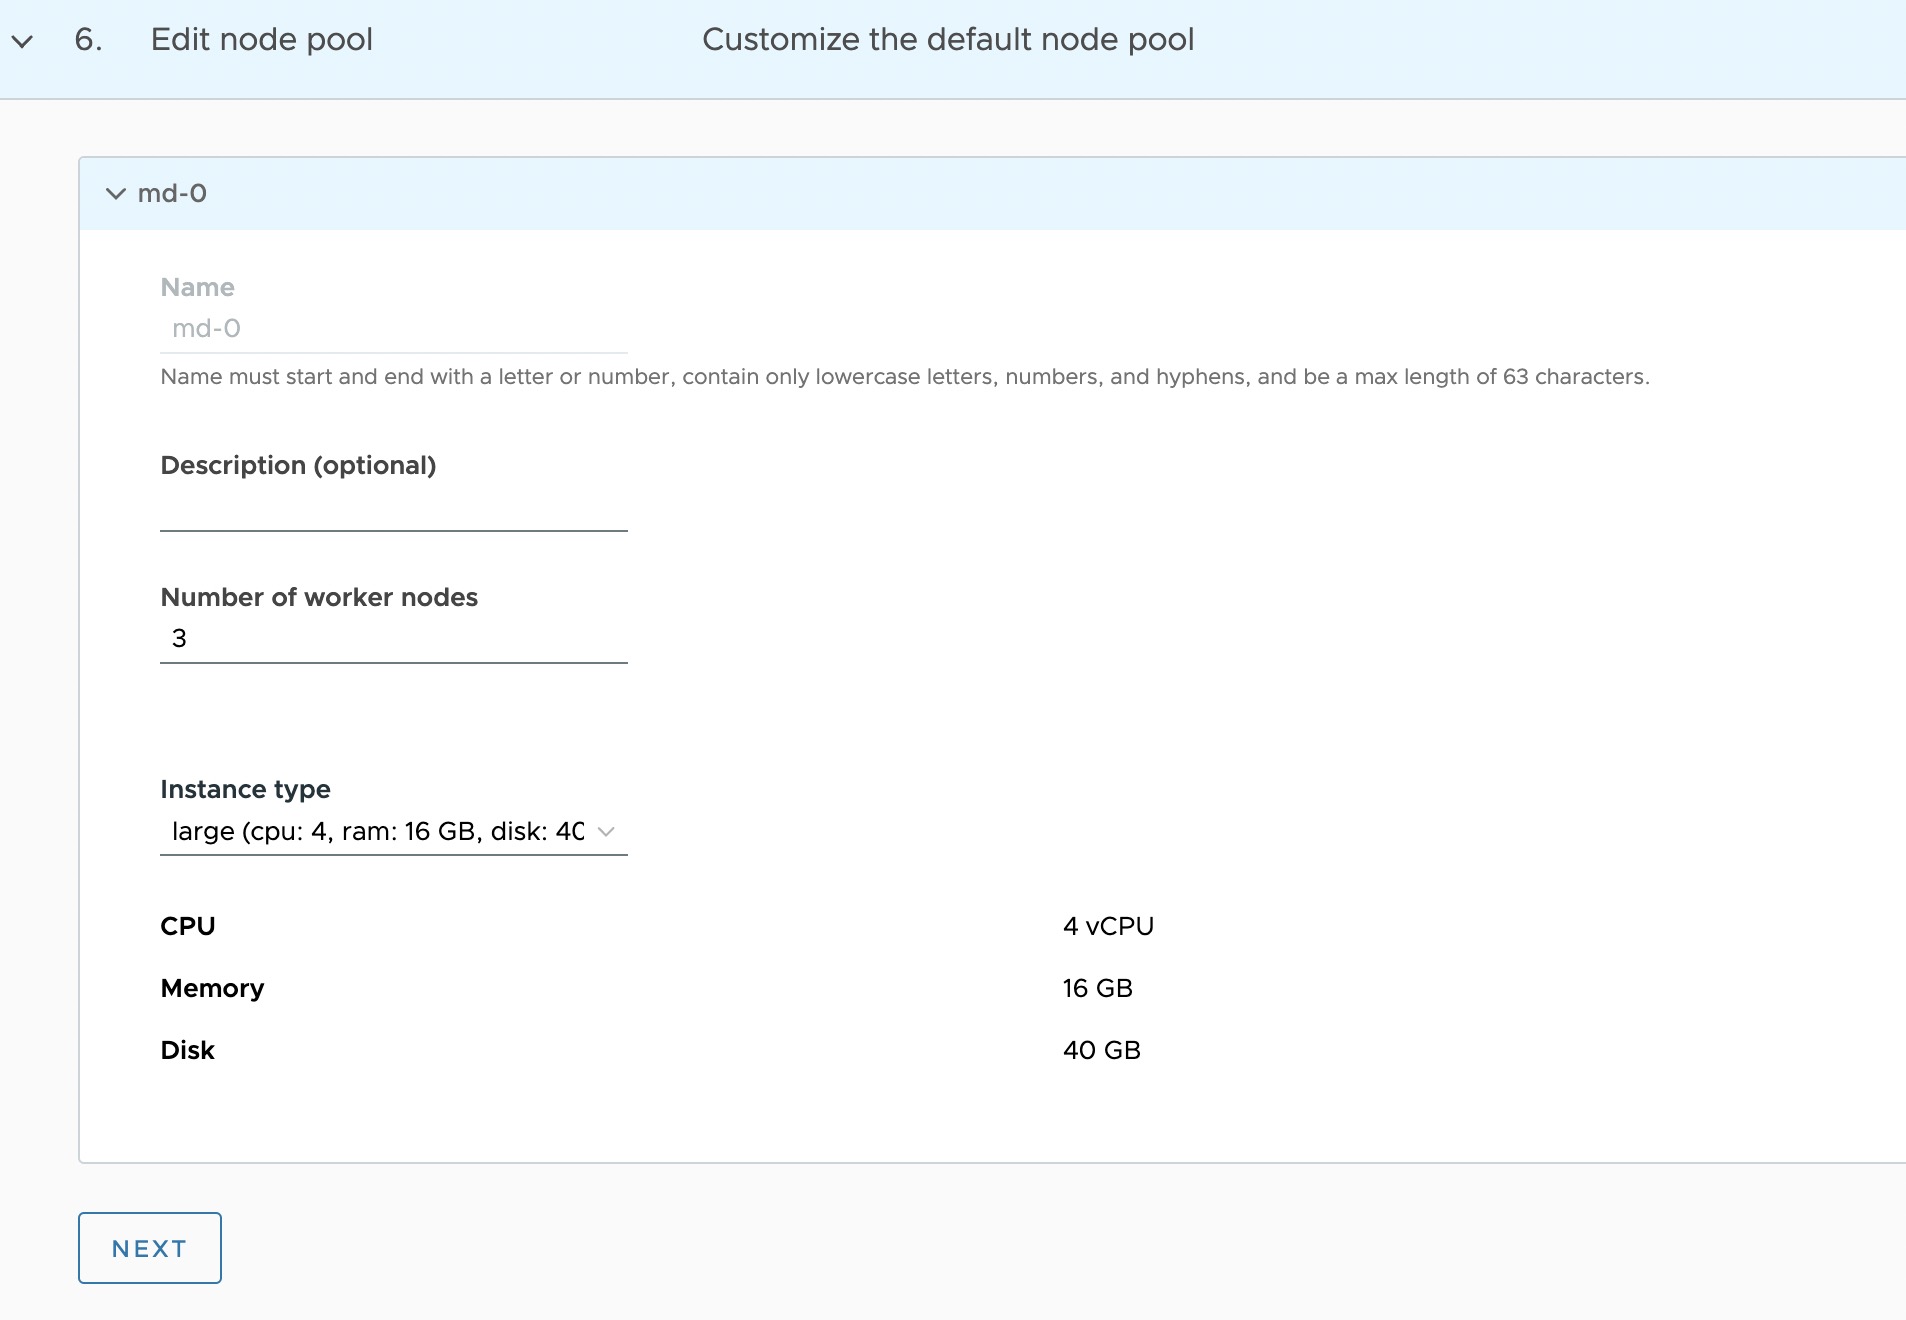 6. Edit node pool Customize the default node pool
md-0
Name
md-0
Name must start and end with a letter or number, contain only lowercase letters, numbers, and hyphens, and be a max length of 63 characters.
Description (optional)
Number of worker nodes
3
Instance type
large (cpu: 4, ram: 16 GB, disk: 40
CPU 4 vCPU
Memory 16 GB
Disk 40 GB
NEXT